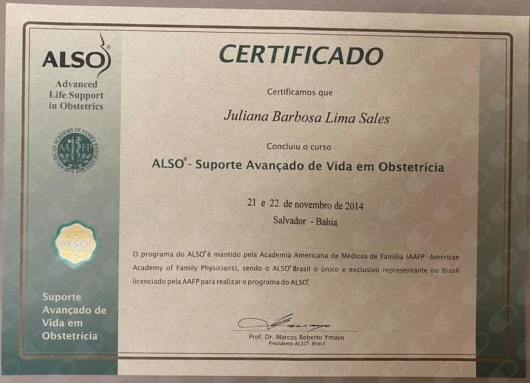 ALSO
Advanced
Life Support
in Obstetrics
CERTIFICADO
Certificamos que
Juliana Barbosa Lima Sales
Concluiu o curso
ALSO® - Suporte Avançado de Vida em Obstetrícia
21 e 22 de novembro de 2014
Salvador - Bahia
O programa do ALSO® é mantido pela Academia Americana de Médicos de Família (AAFP - American
Academy of Family Physicians), sendo o ALSO® Brasil o único e exclusivo representante no Brasil
licenciado pela AAFP para realizar o programa do ALSO®.
ALSO
Suporte
Avançado de
Vida em
Obstetrícia
Prof. Dr. Marcos Roberto Ymayo
Presidente ALSO® - Brasil